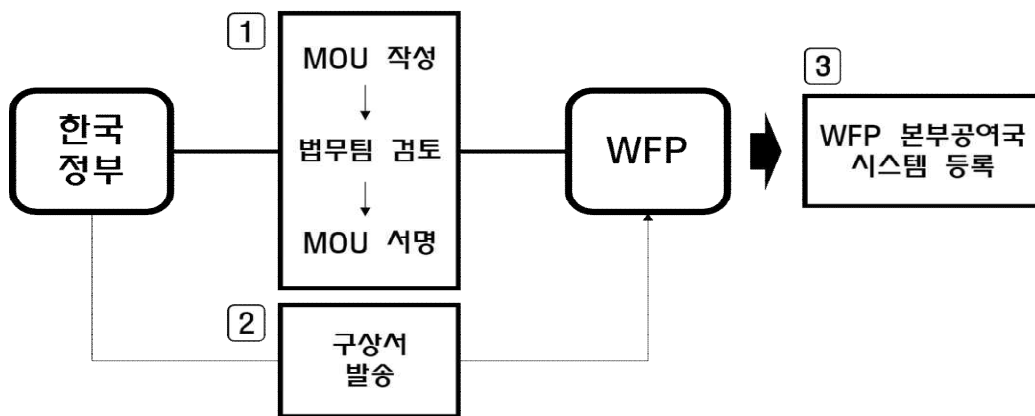 1
MOU 작성
법무팀 검토
MOU 서명
한국
정부
WFP
3
WFP 본부공여국
시스템 등록
2
구상서
발송